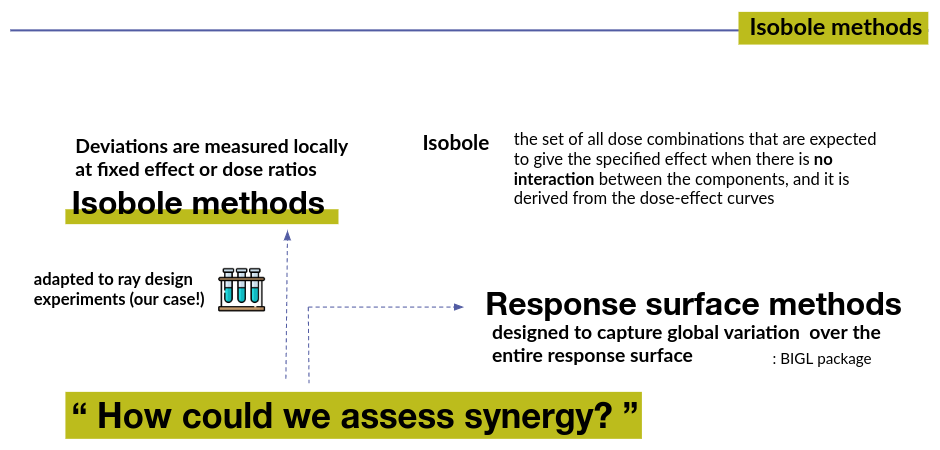 Isobole methods
Deviations are measured locally
at fixed effect or dose ratios
Isobole methods
Isobole
the set of all dose combinations that are expected
to give the specified effect when there is no
interaction between the components, and it is
derived from the dose-effect curves
adapted to ray design
experiments (our case!)
Response surface methods
designed to capture global variation over the
entire response surface
: BIGL package
“ How could we assess synergy? ”